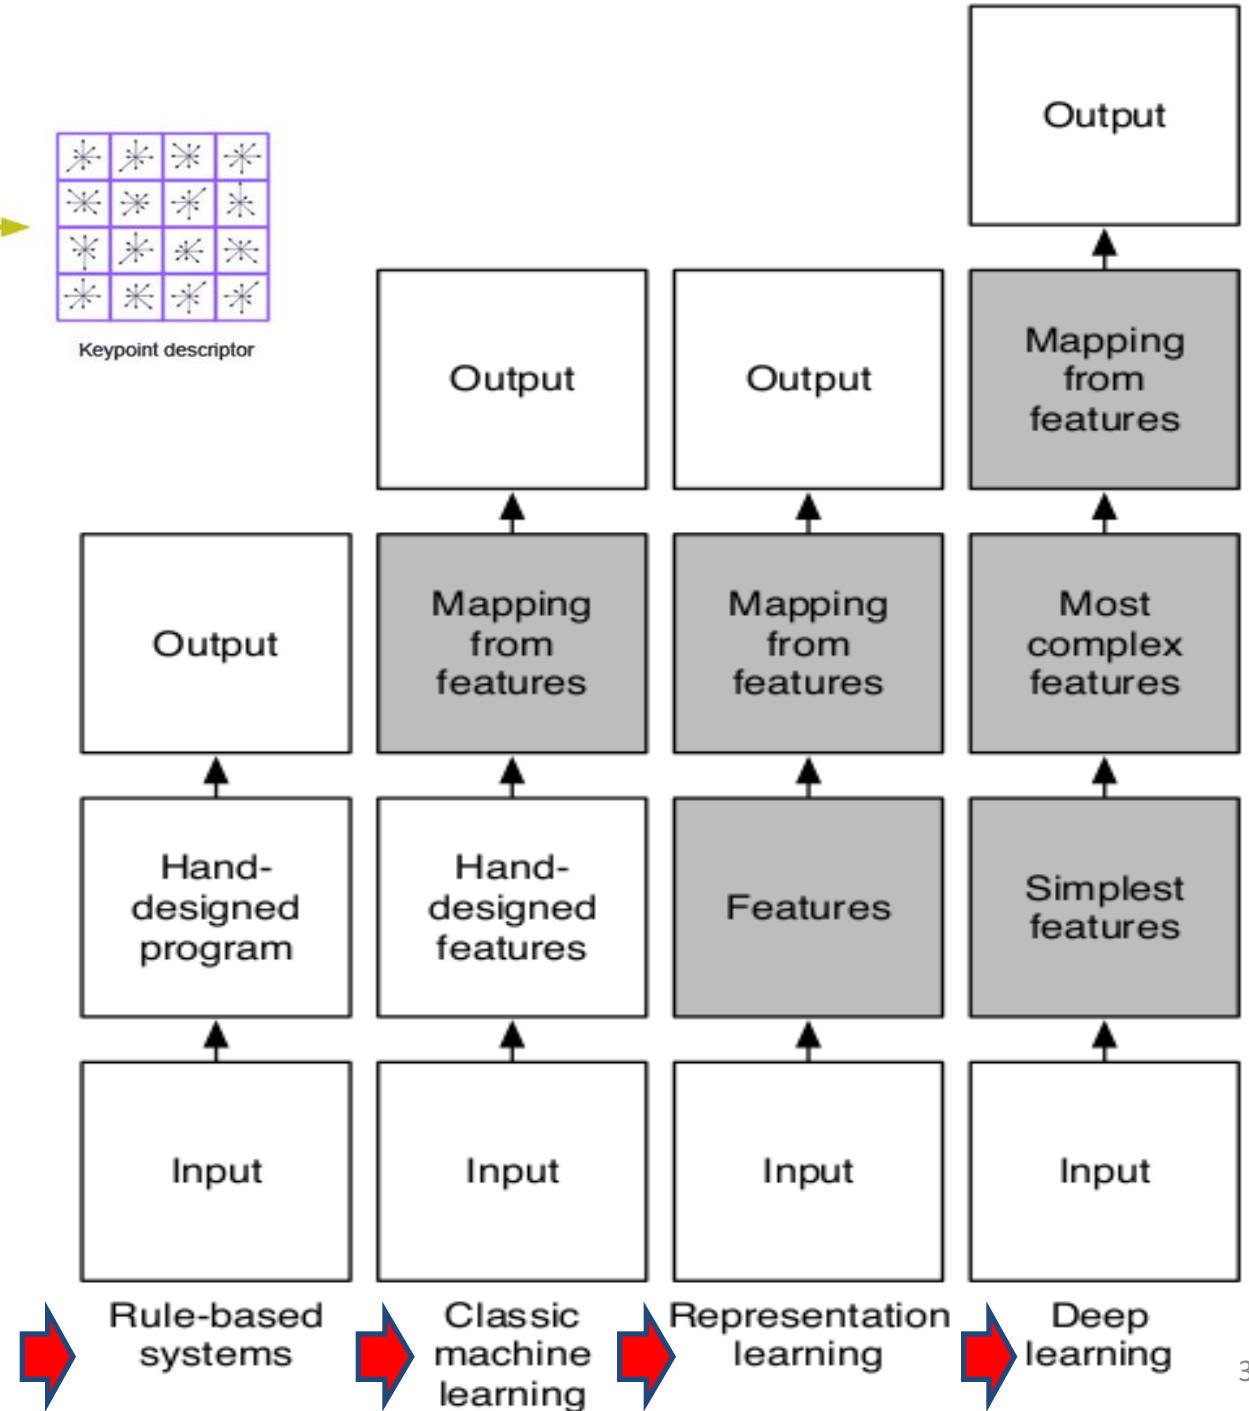 Keypoint descriptor
Output
Hand-
designed
program
Input
Rule-based
systems
Output
Mapping
from
features
Hand-
designed
features
Input
Classic
machine
learning
Output
Mapping
from
features
Features
Input
Representation
learning
Output
Mapping
from
features
Most
complex
features
Simplest
features
Input
Deep
learning
3